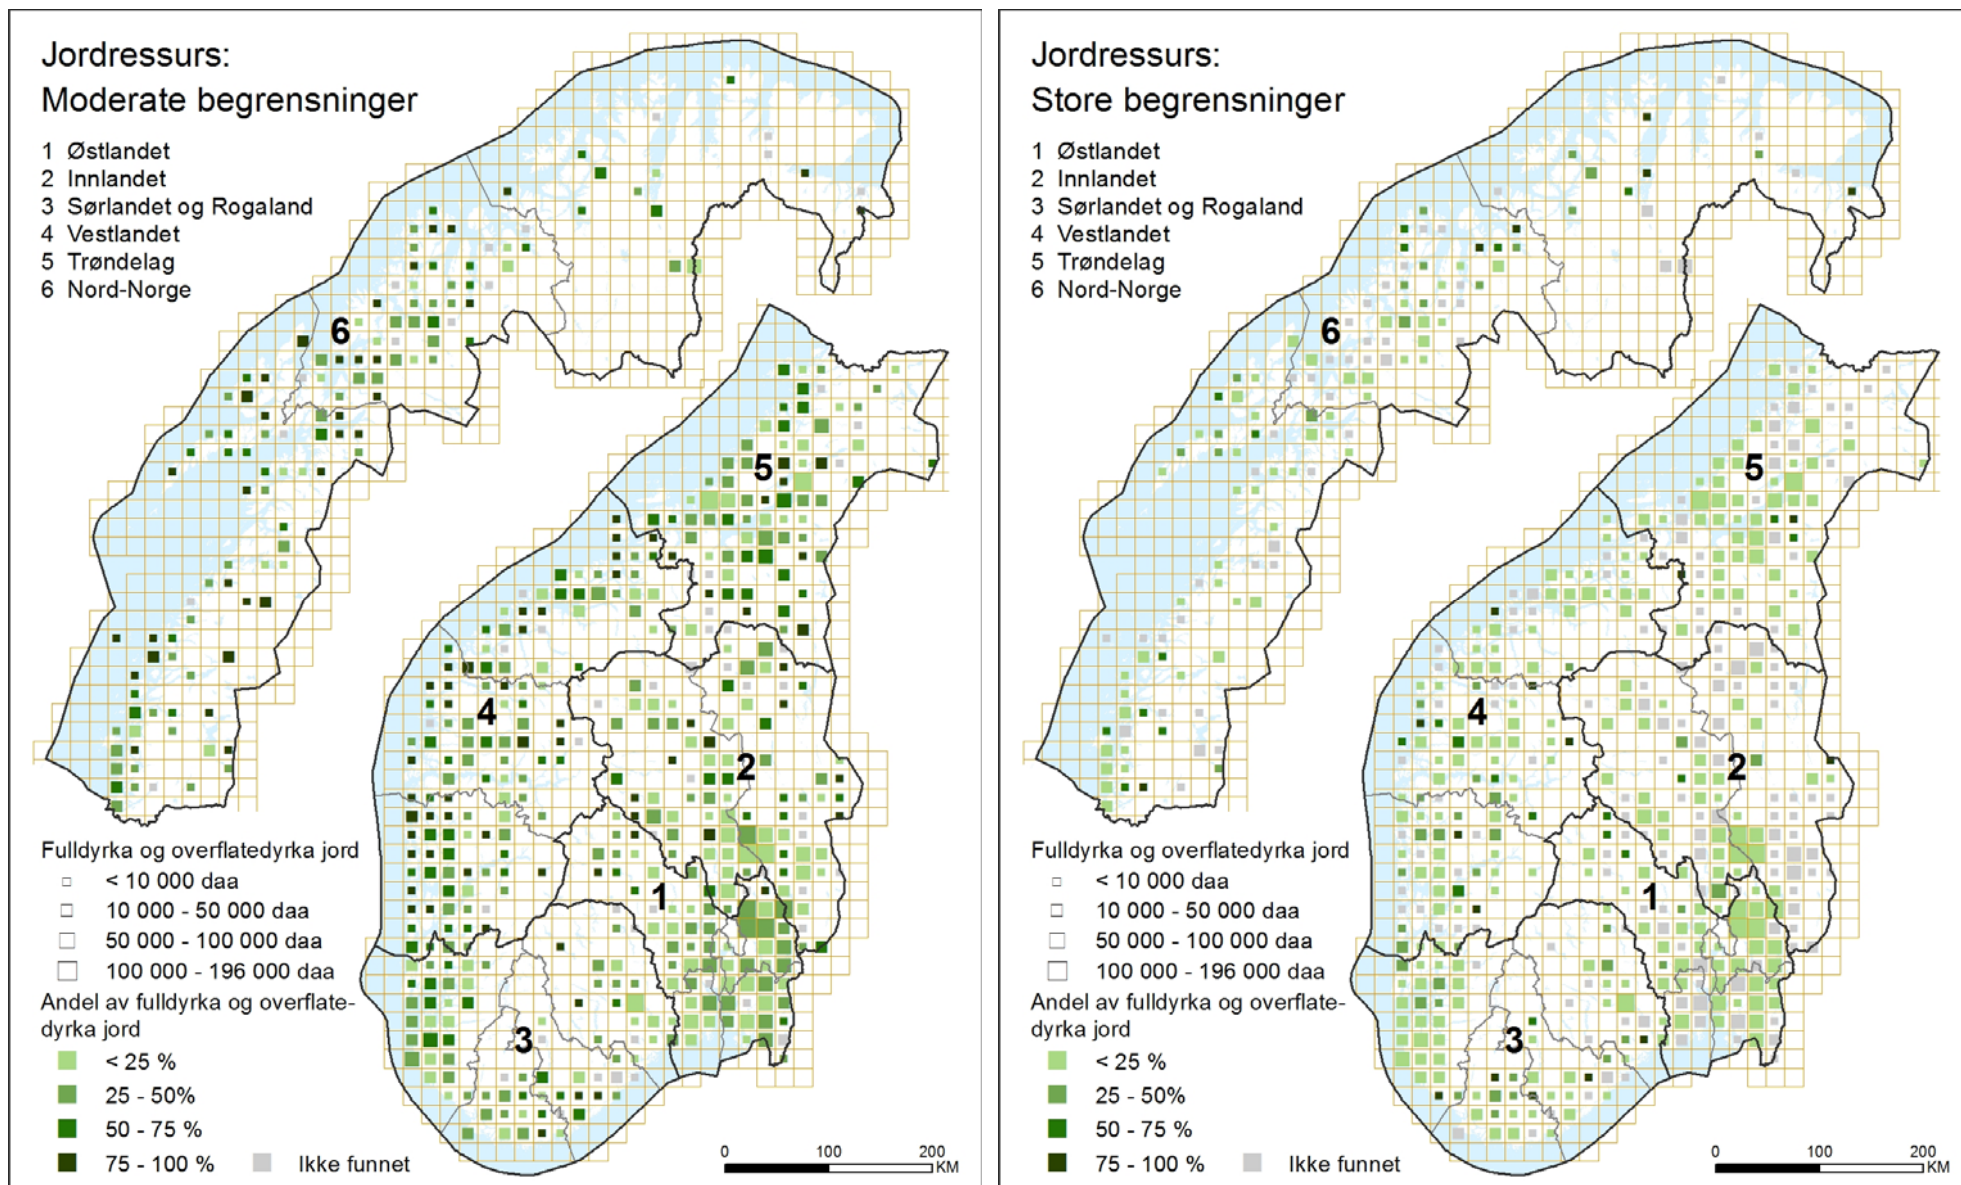 Jordressurs:
Moderate begrensninger
1 Østlandet
2 Innlandet
3 Sørlandet og Rogaland
4 Vestlandet
5 Trøndelag
6 Nord-Norge
6
5
4
2
1
3
Fulldyrka og overflatedyrka jord
< 10 000 daa
10 000 - 50 000 daa
50 000 - 100 000 daa
100 000 - 196 000 daa
Andel av fulldyrka og overflate-
dyrka jord
< 25 %
25 - 50%
50 - 75 %
75 - 100 %
Ikke funnet
0 100 200
KM
Jordressurs:
Store begrensninger
1 Østlandet
2 Innlandet
3 Sørlandet og Rogaland
4 Vestlandet
5 Trøndelag
6 Nord-Norge
6
5
4
2
1
3
Fulldyrka og overflatedyrka jord
< 10 000 daa
10 000 - 50 000 daa
50 000 - 100 000 daa
100 000 - 196 000 daa
Andel av fulldyrka og overflate-
dyrka jord
< 25 %
25 - 50%
50 - 75 %
75 - 100 %
Ikke funnet
0 100 200
KM